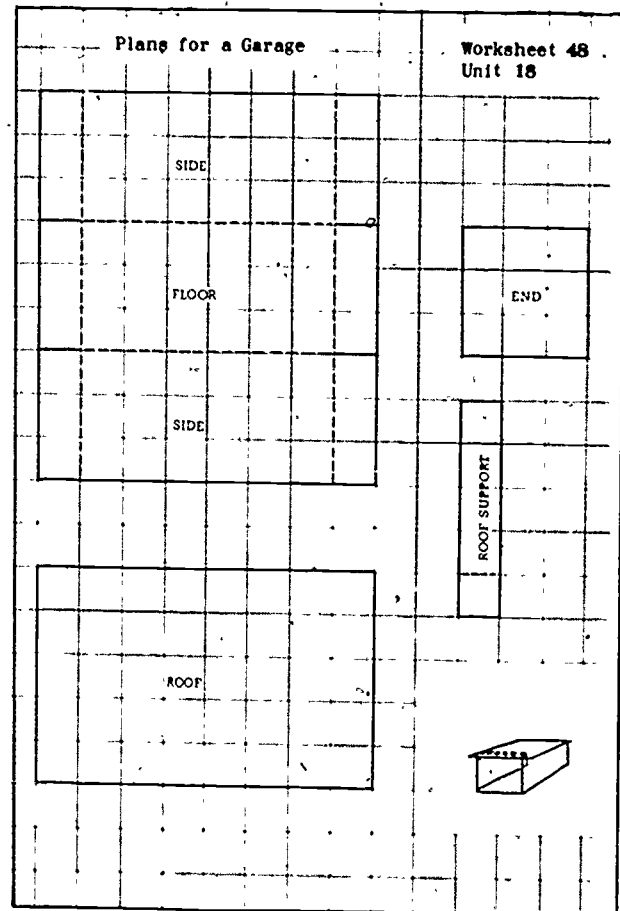 Plans for a Garage
Worksheet 48
Unit 18
SIDE
FLOOR
END
SIDE
ROOF SUPPORT
ROOF